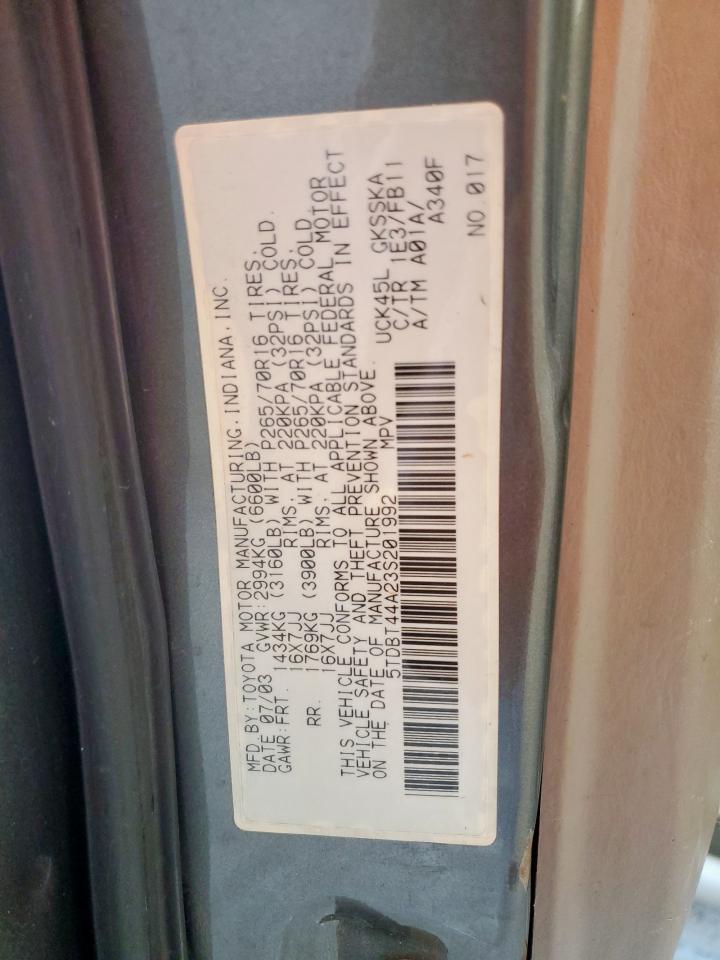 MFD.BY:TOYOTA MOTOR MANUFACTURING.INDIANA.INC.
DATE 07/03 GVWR:2994KG (6600LB)
GAWR:FRT. 1434KG (3160LB) WITH P265/70R16 TIRES.
16X7JJ RIMS. AT 220KPA (32PSI) COLD.
RR. 1769KG (3900LB) WITH P265/70R16 TIRES.
16X7JJ RIMS. AT 220KPA (32PSI) COLD.
THIS VEHICLE CONFORMS TO ALL APPLICABLE FEDERAL MOTOR
VEHICLE SAFETY AND THEFT PREVENTION STANDARDS IN EFFECT
ON THE DATE OF MANUFACTURE SHOWN ABOVE.
5TDBT44A23S201992 MPV
UCK45L GKSSKA
C/TR 1E3/FB11
A/TM A01A/
A340F
NO.017